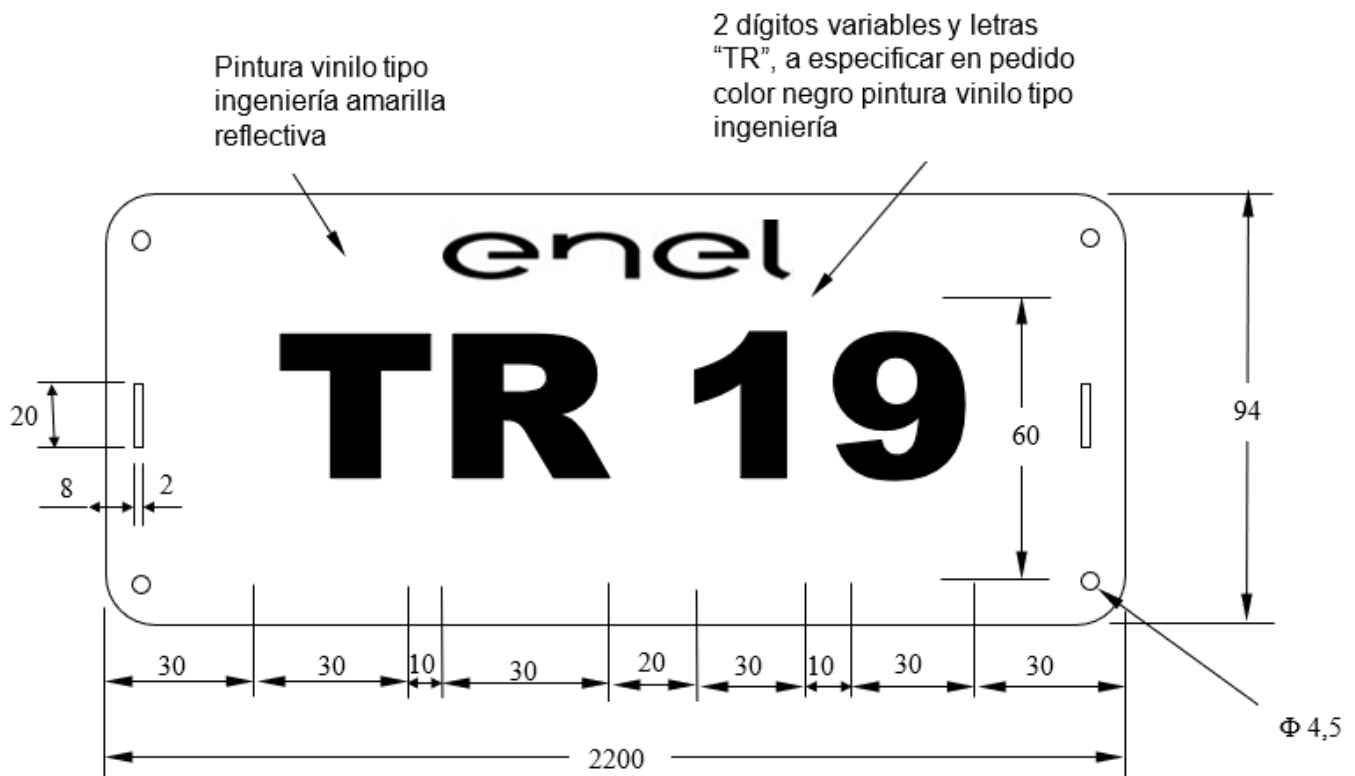 Pintura vinilo tipo
ingeniería amarilla
reflectiva
2 dígitos variables y letras
“TR”, a especificar en pedido
color negro pintura vinilo tipo
ingeniería
enel
TR 19
20
8
2
60
94
30
30
10
30
20
30
10
30
30
Φ 4,5
2200